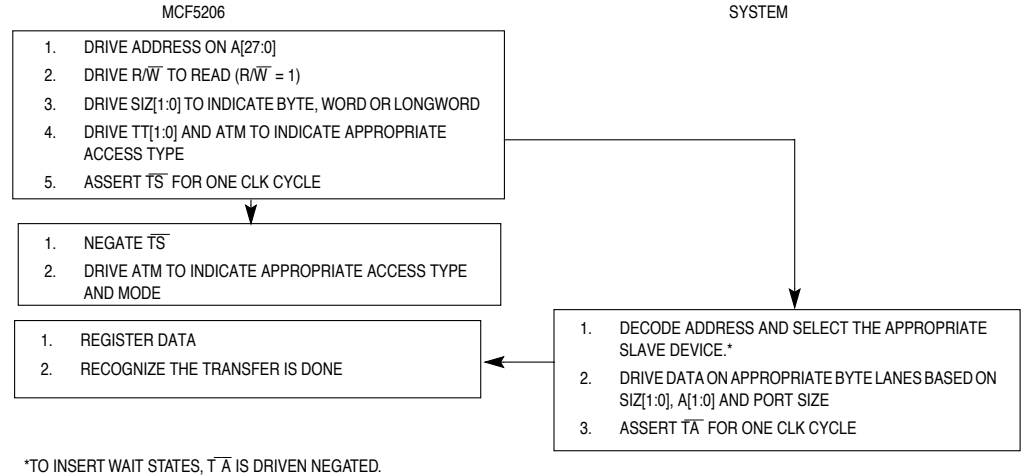 MCF5206
SYSTEM
1. DRIVE ADDRESS ON A[27:0]
2. DRIVE R/W̅ TO READ (R/W̅ = 1)
3. DRIVE SIZ[1:0] TO INDICATE BYTE, WORD OR LONGWORD
4. DRIVE TT[1:0] AND ATM TO INDICATE APPROPRIATE
ACCESS TYPE
5. ASSERT T̅S̅ FOR ONE CLK CYCLE
1. NEGATE T̅S̅
2. DRIVE ATM TO INDICATE APPROPRIATE ACCESS TYPE
AND MODE
1. REGISTER DATA
2. RECOGNIZE THE TRANSFER IS DONE
1. DECODE ADDRESS AND SELECT THE APPROPRIATE
SLAVE DEVICE.*
2. DRIVE DATA ON APPROPRIATE BYTE LANES BASED ON
SIZ[1:0], A[1:0] AND PORT SIZE
3. ASSERT T̅A̅ FOR ONE CLK CYCLE
*TO INSERT WAIT STATES, T̅A̅ IS DRIVEN NEGATED.